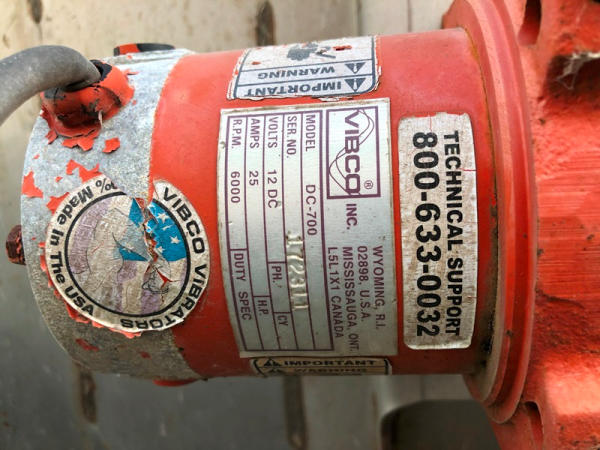 IMPORTANT
WARNING
VIBCO® INC.
WYOMING, R.I.
02898, U.S.A.
MISSISSAUGA, ONT.
L5L1X1 CANADA
MODEL DC-700
SER NO.
VOLTS 12 DC PH. CY
AMPS 25 H.P.
R.P.M. 6000 DUTY SPEC
TECHNICAL SUPPORT
800-633-0032
VIBCO VIBRATORS
% Made In The USA
IMPORTANT
WARNING